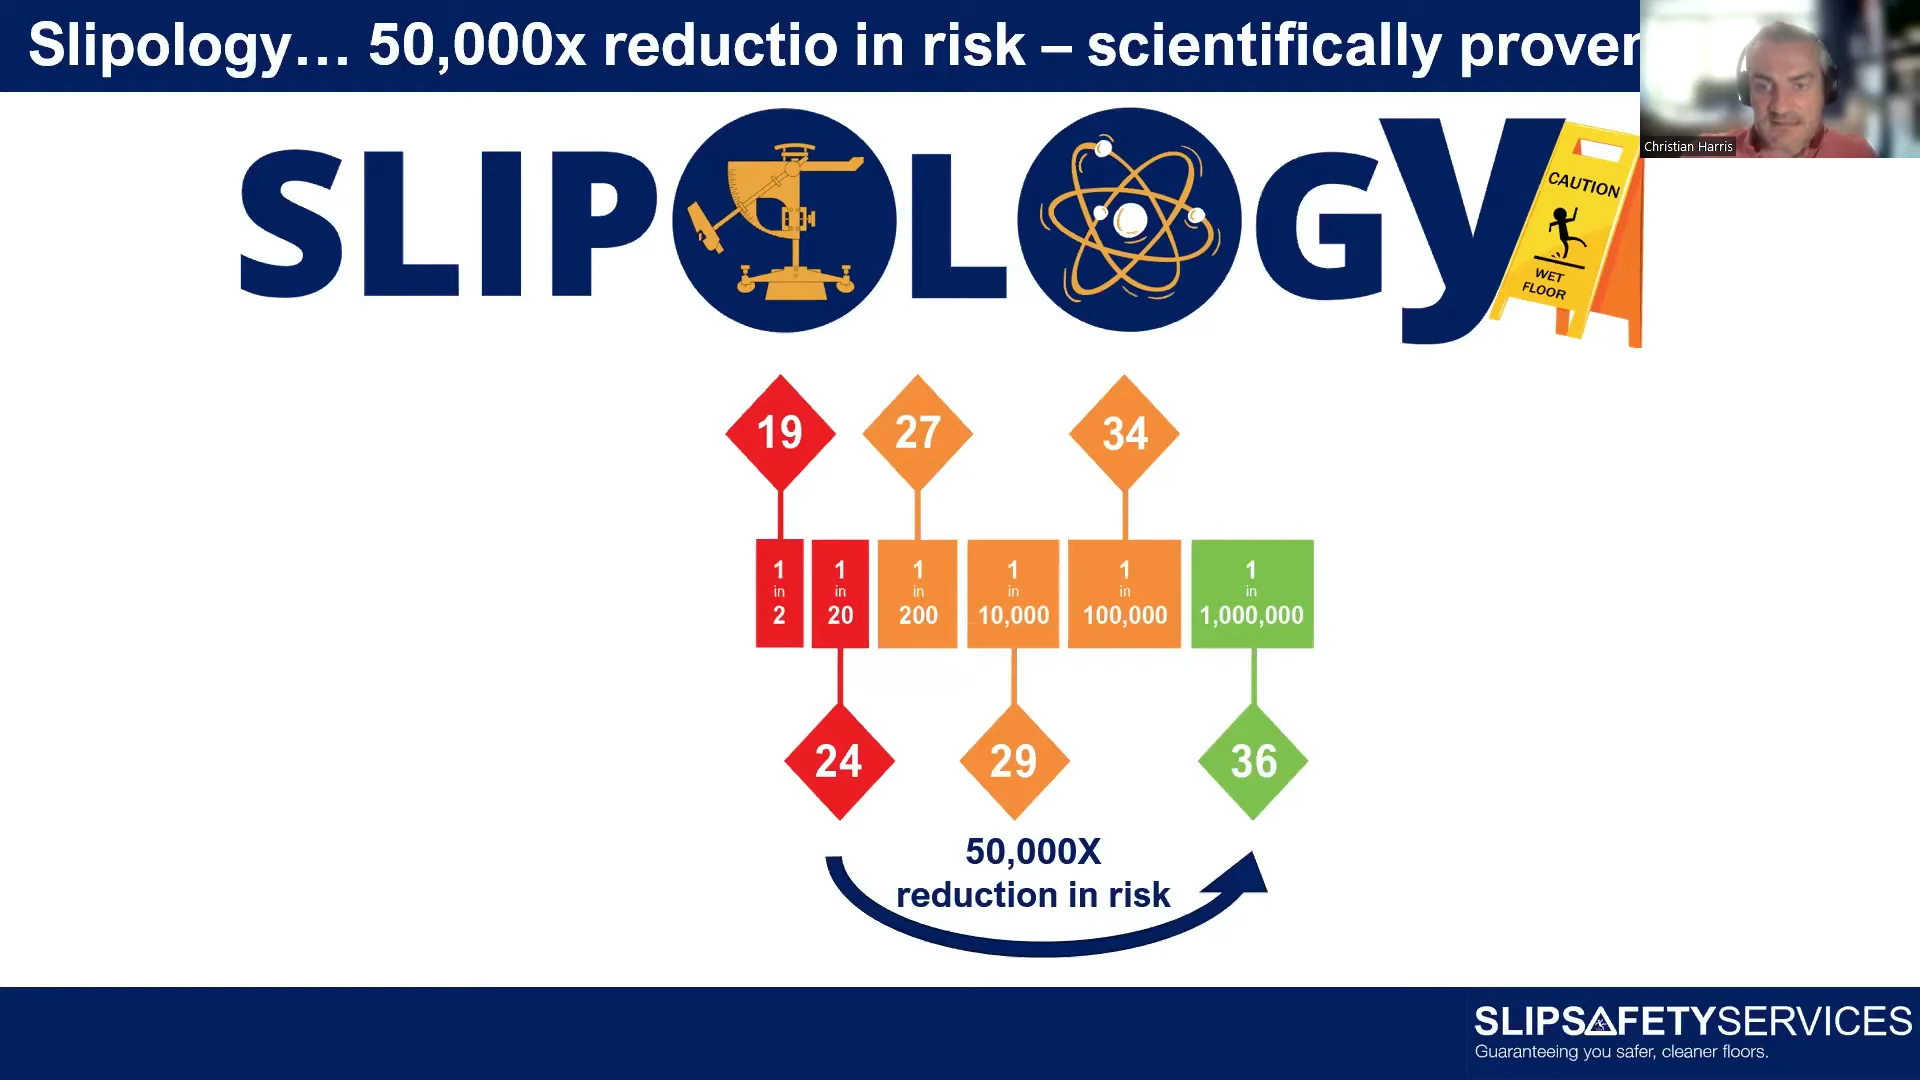 Slipology… 50,000x reductio in risk – scientifically proven
Christian Harris
SLIPOLOGY
CAUTION
WET
FLOOR
19 27 34
1 in 2
1 in 20
1 in 200
1 in 10,000
1 in 100,000
1 in 1,000,000
24 29 36
50,000X
reduction in risk
SLIPSAFETYSERVICES
Guaranteeing you safer, cleaner floors.